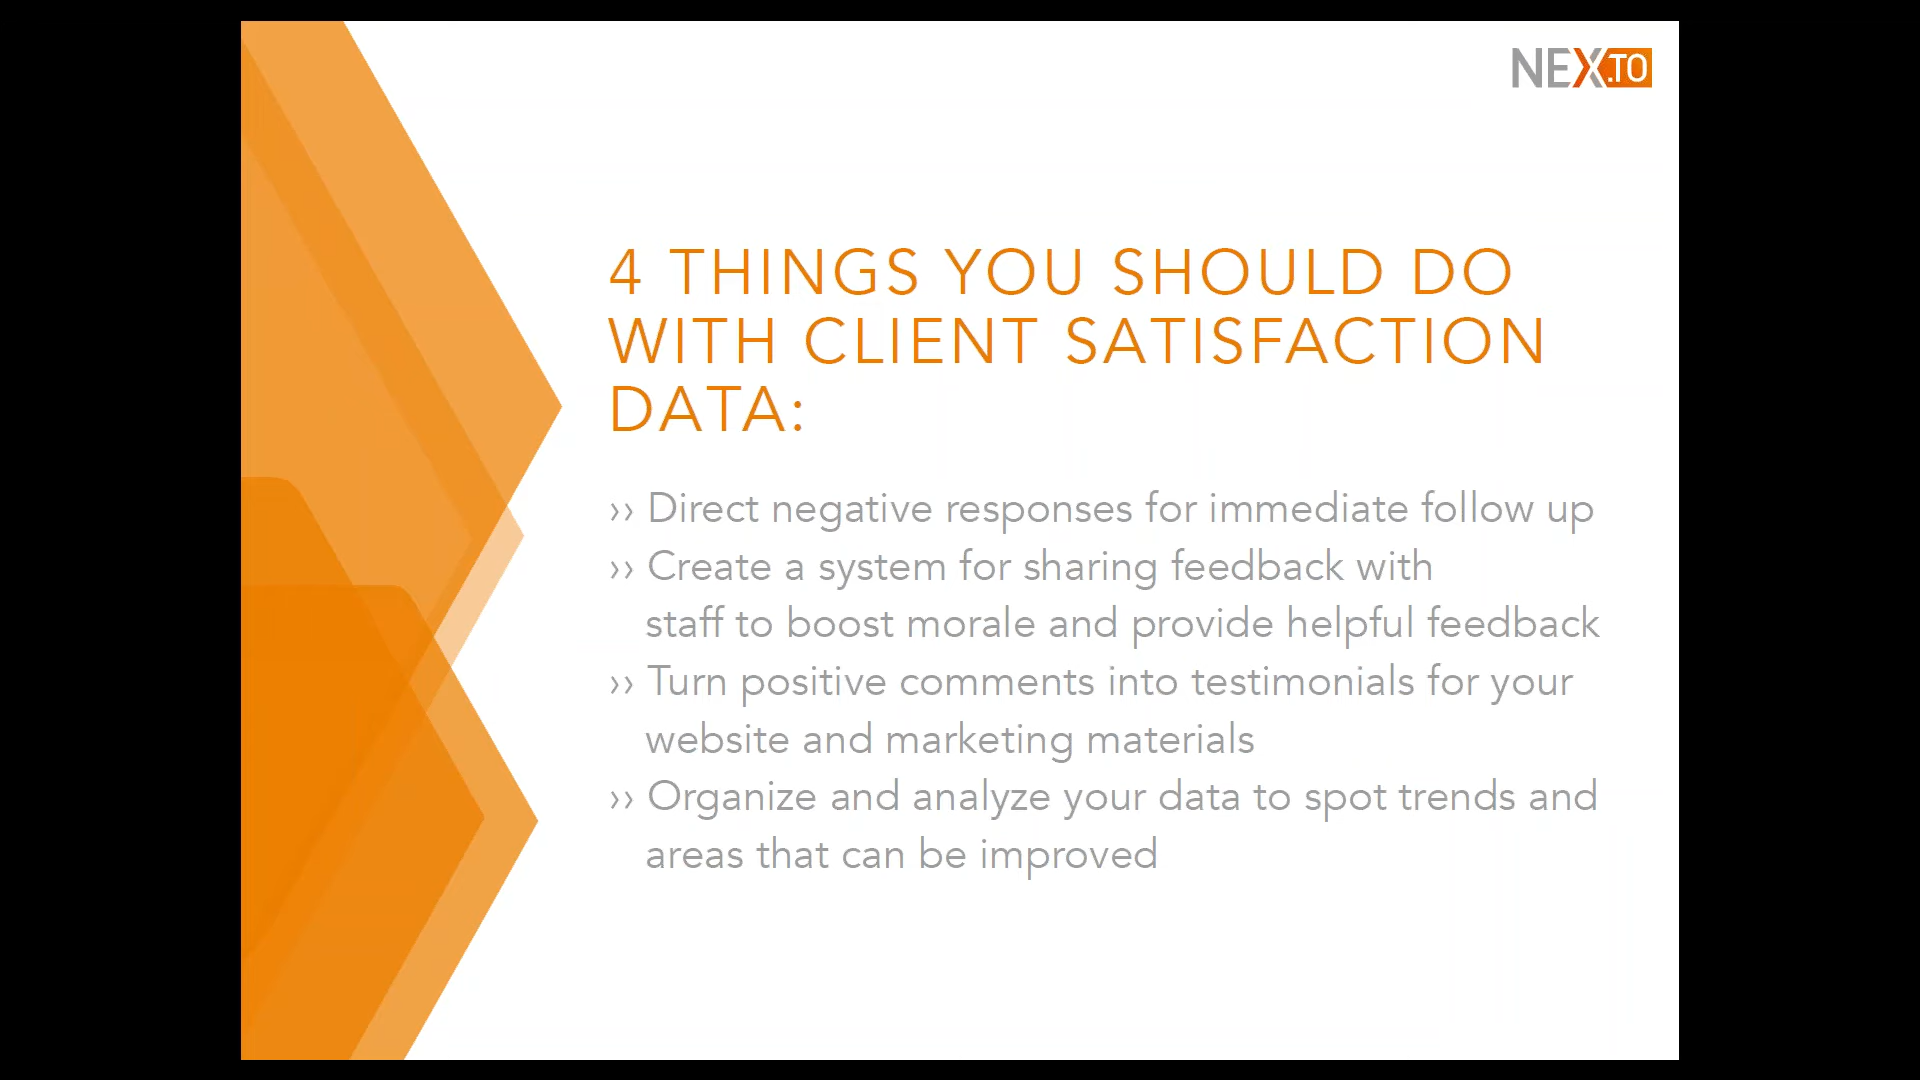 NEX.TO
4 THINGS YOU SHOULD DO
WITH CLIENT SATISFACTION
DATA:
›› Direct negative responses for immediate follow up
›› Create a system for sharing feedback with
staff to boost morale and provide helpful feedback
›› Turn positive comments into testimonials for your
website and marketing materials
›› Organize and analyze your data to spot trends and
areas that can be improved